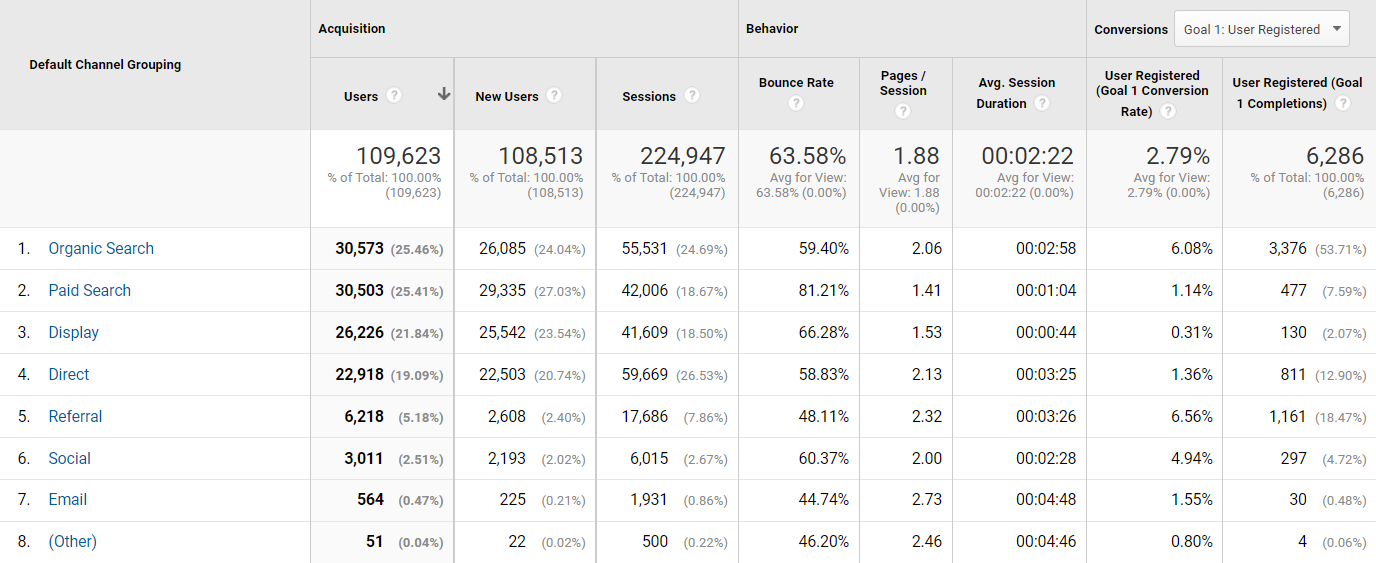 Acquisition Behavior Conversions Goal 1: User Registered
Default Channel Grouping
Users ? New Users ? Sessions ? Bounce Rate ? Pages / Session ? Avg. Session Duration ? User Registered (Goal 1 Conversion Rate) ? User Registered (Goal 1 Completions) ?
109,623 108,513 224,947 63.58% 1.88 00:02:22 2.79% 6,286
% of Total: 100.00% (109,623) % of Total: 100.00% (108,513) % of Total: 100.00% (224,947) Avg for View: 63.58% (0.00%) Avg for View: 1.88 (0.00%) Avg for View: 00:02:22 (0.00%) Avg for View: 2.79% (0.00%) % of Total: 100.00% (6,286)
1. Organic Search 30,573 (25.46%) 26,085 (24.04%) 55,531 (24.69%) 59.40% 2.06 00:02:58 6.08% 3,376 (53.71%)
2. Paid Search 30,503 (25.41%) 29,335 (27.03%) 42,006 (18.67%) 81.21% 1.41 00:01:04 1.14% 477 (7.59%)
3. Display 26,226 (21.84%) 25,542 (23.54%) 41,609 (18.50%) 66.28% 1.53 00:00:44 0.31% 130 (2.07%)
4. Direct 22,918 (19.09%) 22,503 (20.74%) 59,669 (26.53%) 58.83% 2.13 00:03:25 1.36% 811 (12.90%)
5. Referral 6,218 (5.18%) 2,608 (2.40%) 17,686 (7.86%) 48.11% 2.32 00:03:26 6.56% 1,161 (18.47%)
6. Social 3,011 (2.51%) 2,193 (2.02%) 6,015 (2.67%) 60.37% 2.00 00:02:28 4.94% 297 (4.72%)
7. Email 564 (0.47%) 225 (0.21%) 1,931 (0.86%) 44.74% 2.73 00:04:48 1.55% 30 (0.48%)
8. (Other) 51 (0.04%) 22 (0.02%) 500 (0.22%) 46.20% 2.46 00:04:46 0.80% 4 (0.06%)